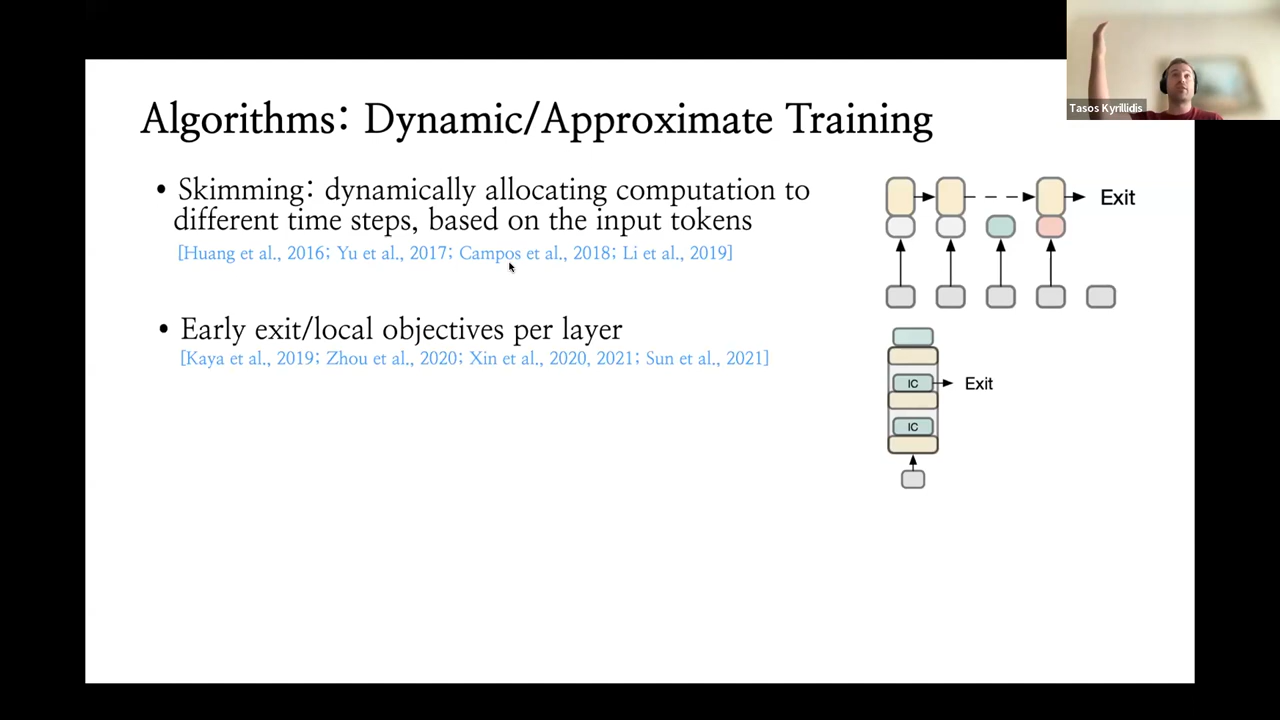 Tasos Kyrillidis
Algorithms: Dynamic/Approximate Training
• Skimming: dynamically allocating computation to
different time steps, based on the input tokens
[Huang et al., 2016; Yu et al., 2017; Campos et al., 2018; Li et al., 2019]
Exit
• Early exit/local objectives per layer
[Kaya et al., 2019; Zhou et al., 2020; Xin et al., 2020, 2021; Sun et al., 2021]
IC
Exit
IC